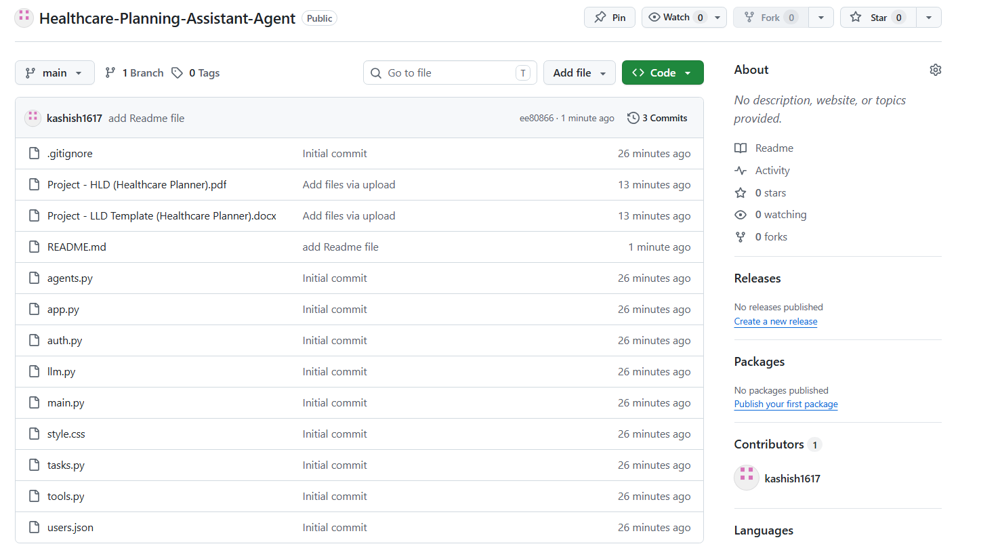 Healthcare-Planning-Assistant-Agent Public Pin Watch 0 Fork 0 Star 0
main 1 Branch 0 Tags Go to file T Add file Code
kashish1617 add Readme file ee80866 · 1 minute ago 3 Commits
.gitignore Initial commit 26 minutes ago
Project - HLD (Healthcare Planner).pdf Add files via upload 13 minutes ago
Project - LLD Template (Healthcare Planner).docx Add files via upload 13 minutes ago
README.md add Readme file 1 minute ago
agents.py Initial commit 26 minutes ago
app.py Initial commit 26 minutes ago
auth.py Initial commit 26 minutes ago
llm.py Initial commit 26 minutes ago
main.py Initial commit 26 minutes ago
style.css Initial commit 26 minutes ago
tasks.py Initial commit 26 minutes ago
tools.py Initial commit 26 minutes ago
users.json Initial commit 26 minutes ago
About
No description, website, or topics
provided.
Readme
Activity
0 stars
0 watching
0 forks
Releases
No releases published
Create a new release
Packages
No packages published
Publish your first package
Contributors 1
kashish1617
Languages